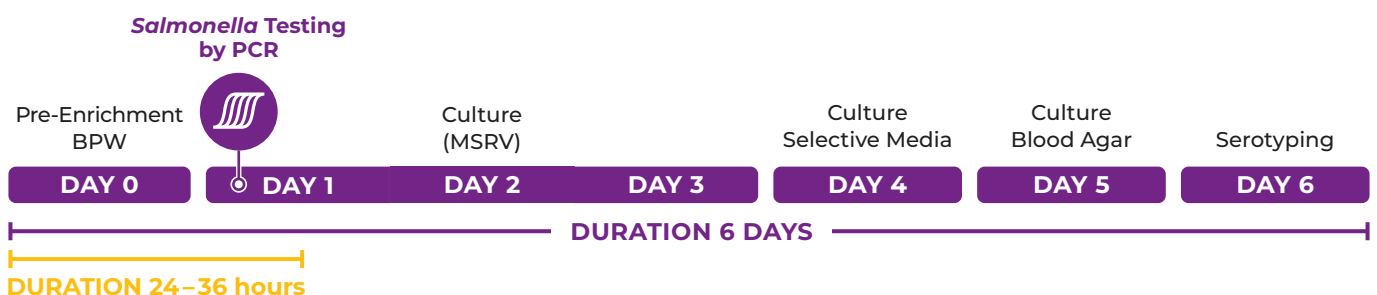 Salmonella Testing
by PCR
Pre-Enrichment
BPW
Culture
(MSRV)
Culture
Selective Media
Culture
Blood Agar
Serotyping
DAY 0
DAY 1
DAY 2
DAY 3
DAY 4
DAY 5
DAY 6
DURATION 6 DAYS
DURATION 24–36 hours